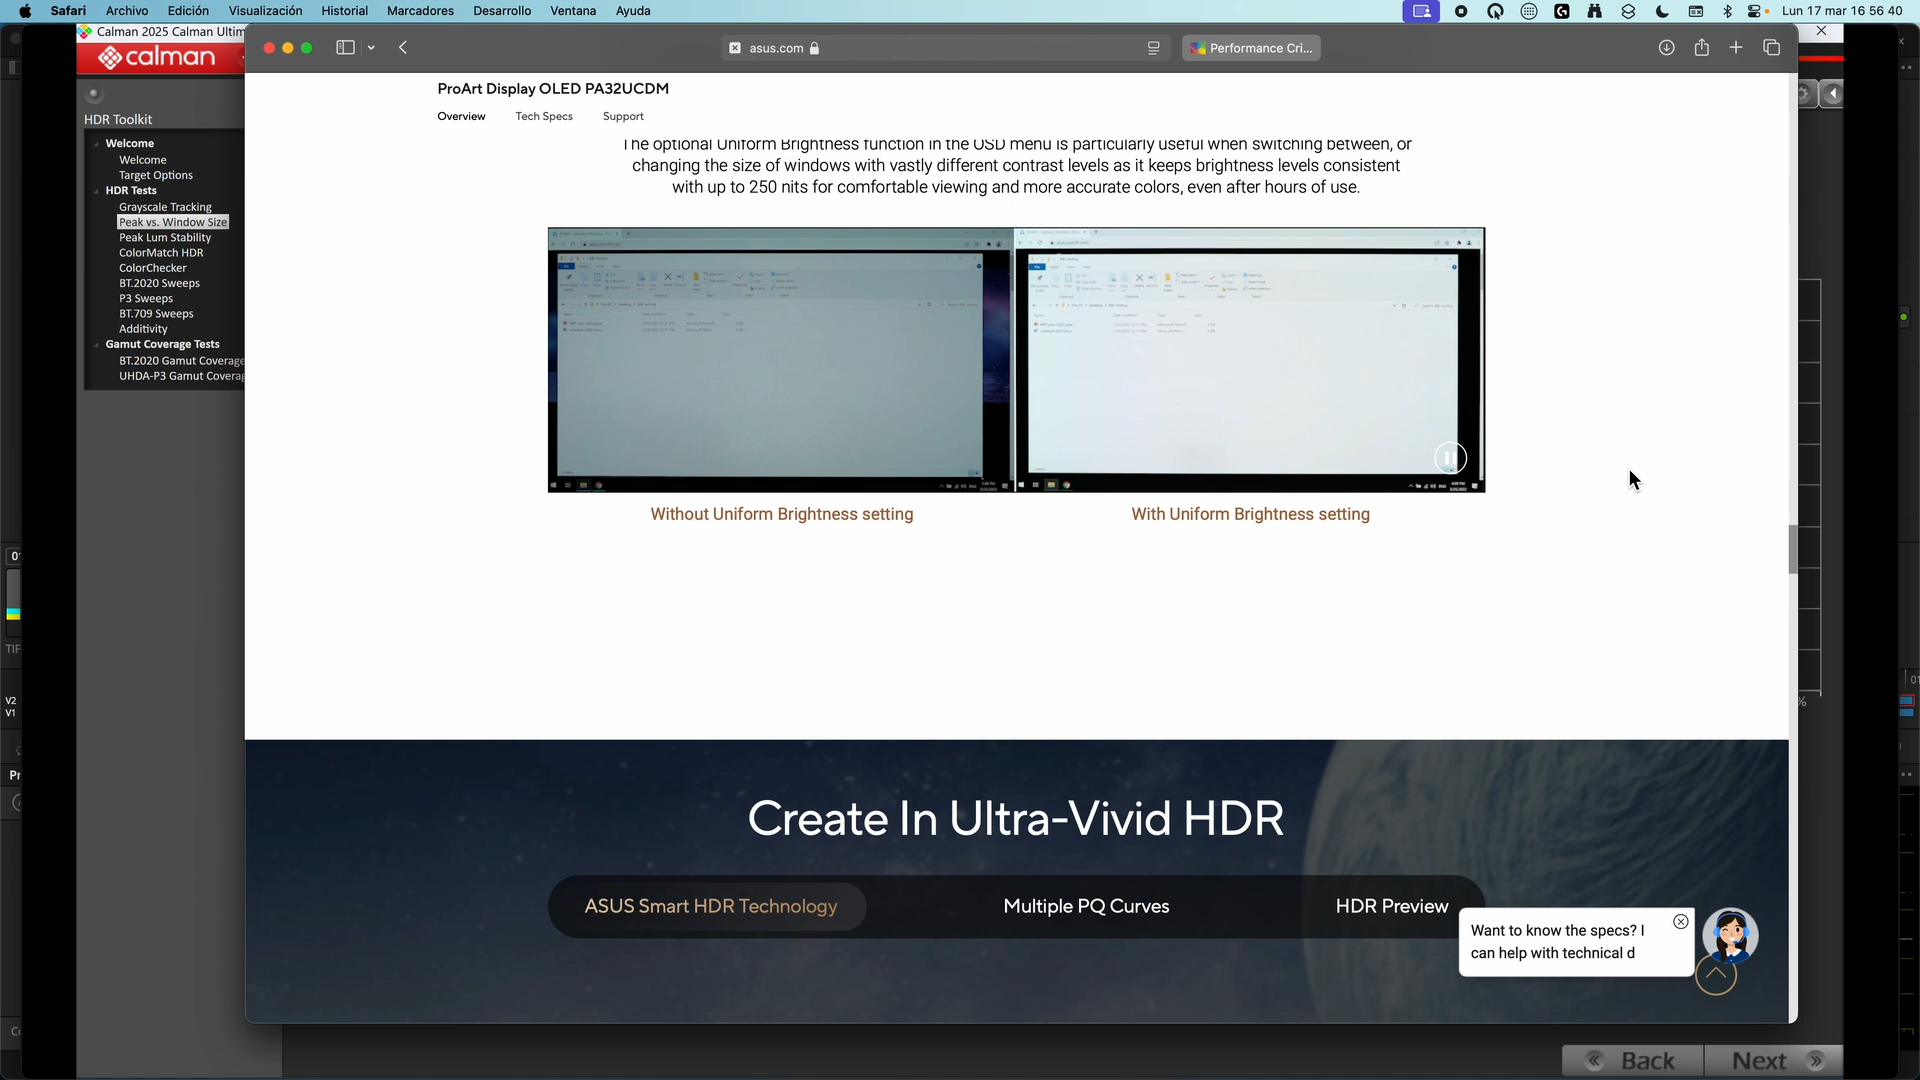 Safari Archivo Edición Visualización Historial Marcadores Desarrollo Ventana Ayuda
Lun 17 mar 16 56 40
Calman 2025 Calman Ultim
calman
asus.com
Performance Cri...
HDR Toolkit
Welcome
Welcome
Target Options
HDR Tests
Grayscale Tracking
Peak vs. Window Size
Peak Lum Stability
ColorMatch HDR
ColorChecker
BT.2020 Sweeps
P3 Sweeps
BT.709 Sweeps
Additivity
Gamut Coverage Tests
BT.2020 Gamut Coverage
UHDA-P3 Gamut Coverag
ProArt Display OLED PA32UCDM
Overview Tech Specs Support
The optional Uniform Brightness function in the OSD menu is particularly useful when switching between, or
changing the size of windows with vastly different contrast levels as it keeps brightness levels consistent
with up to 250 nits for comfortable viewing and more accurate colors, even after hours of use.
Without Uniform Brightness setting
With Uniform Brightness setting
Create In Ultra-Vivid HDR
ASUS Smart HDR Technology
Multiple PQ Curves
HDR Preview
Want to know the specs? I
can help with technical d
V2
V1
%
Back
Next